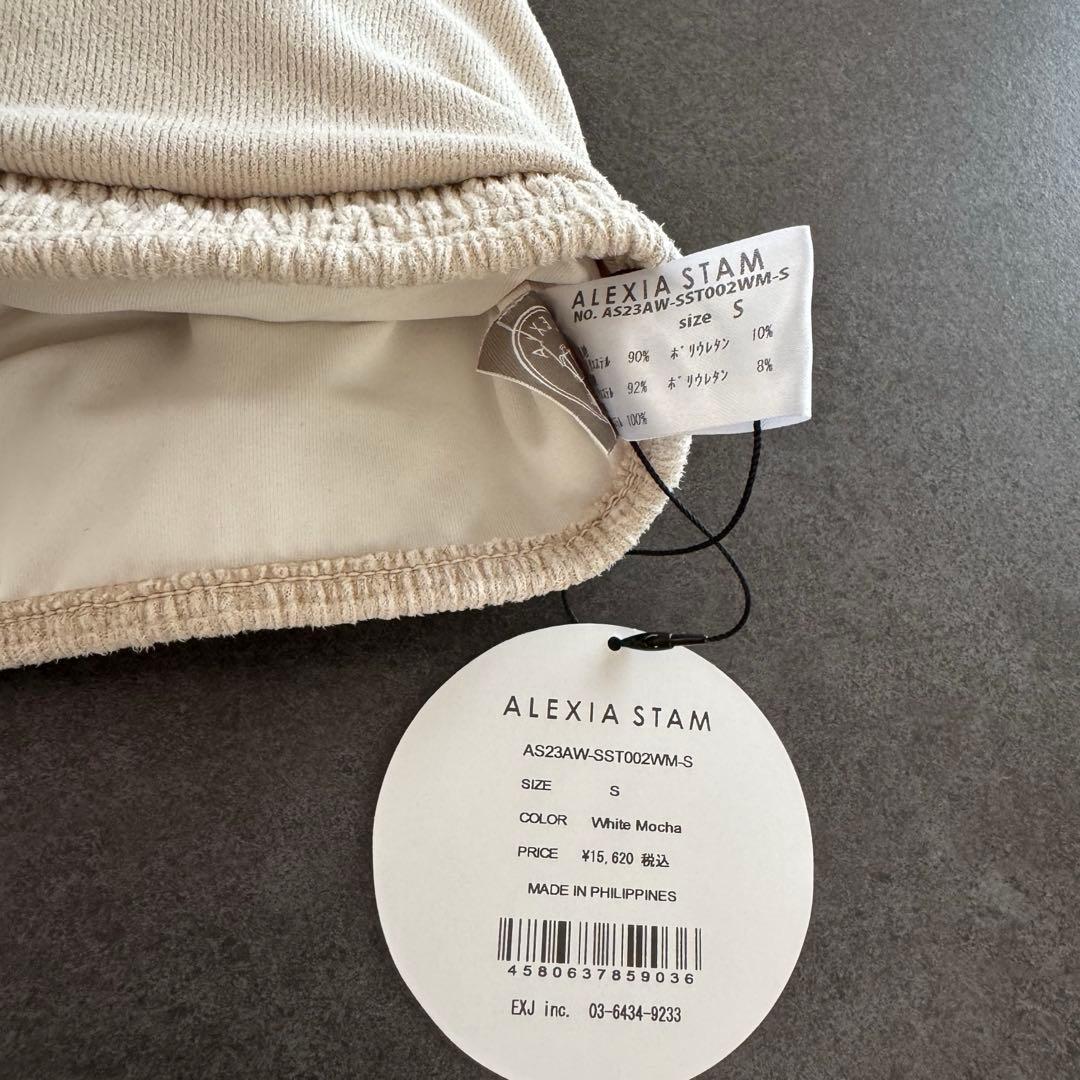 ALEXIA STAM
NO. AS23AW-SST002WM-S
size S
90% ポリウレタン 10%
92% ポリウレタン 8%
100%
ALEXIA STAM
AS23AW-SST002WM-S
SIZE S
COLOR White Mocha
PRICE ¥15,620 税込
MADE IN PHILIPPINES
4580637859036
EXJ inc. 03-6434-9233